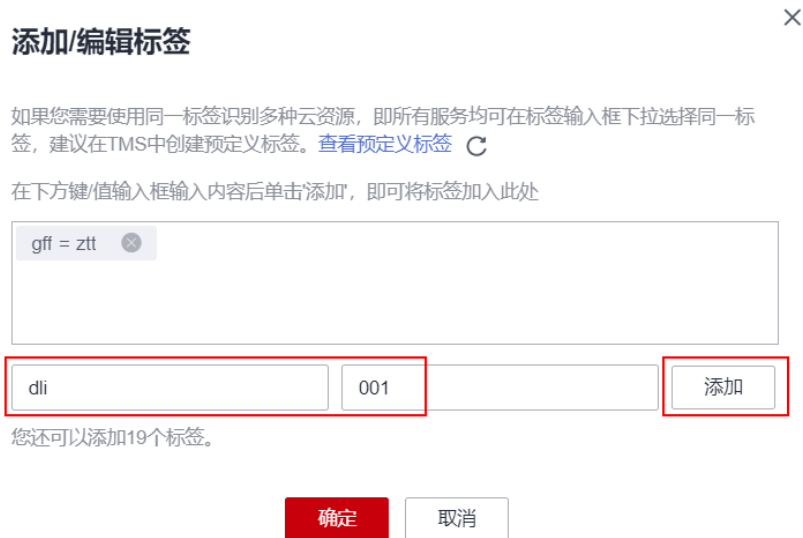 添加/编辑标签
如果您需要使用同一标签识别多种云资源，即所有服务均可在标签输入框下拉选择同一标
签，建议在TMS中创建预定义标签。查看预定义标签
在下方键/值输入框输入内容后单击'添加'，即可将标签加入此处
gff = ztt
dli 001 添加
您还可以添加19个标签。
确定 取消